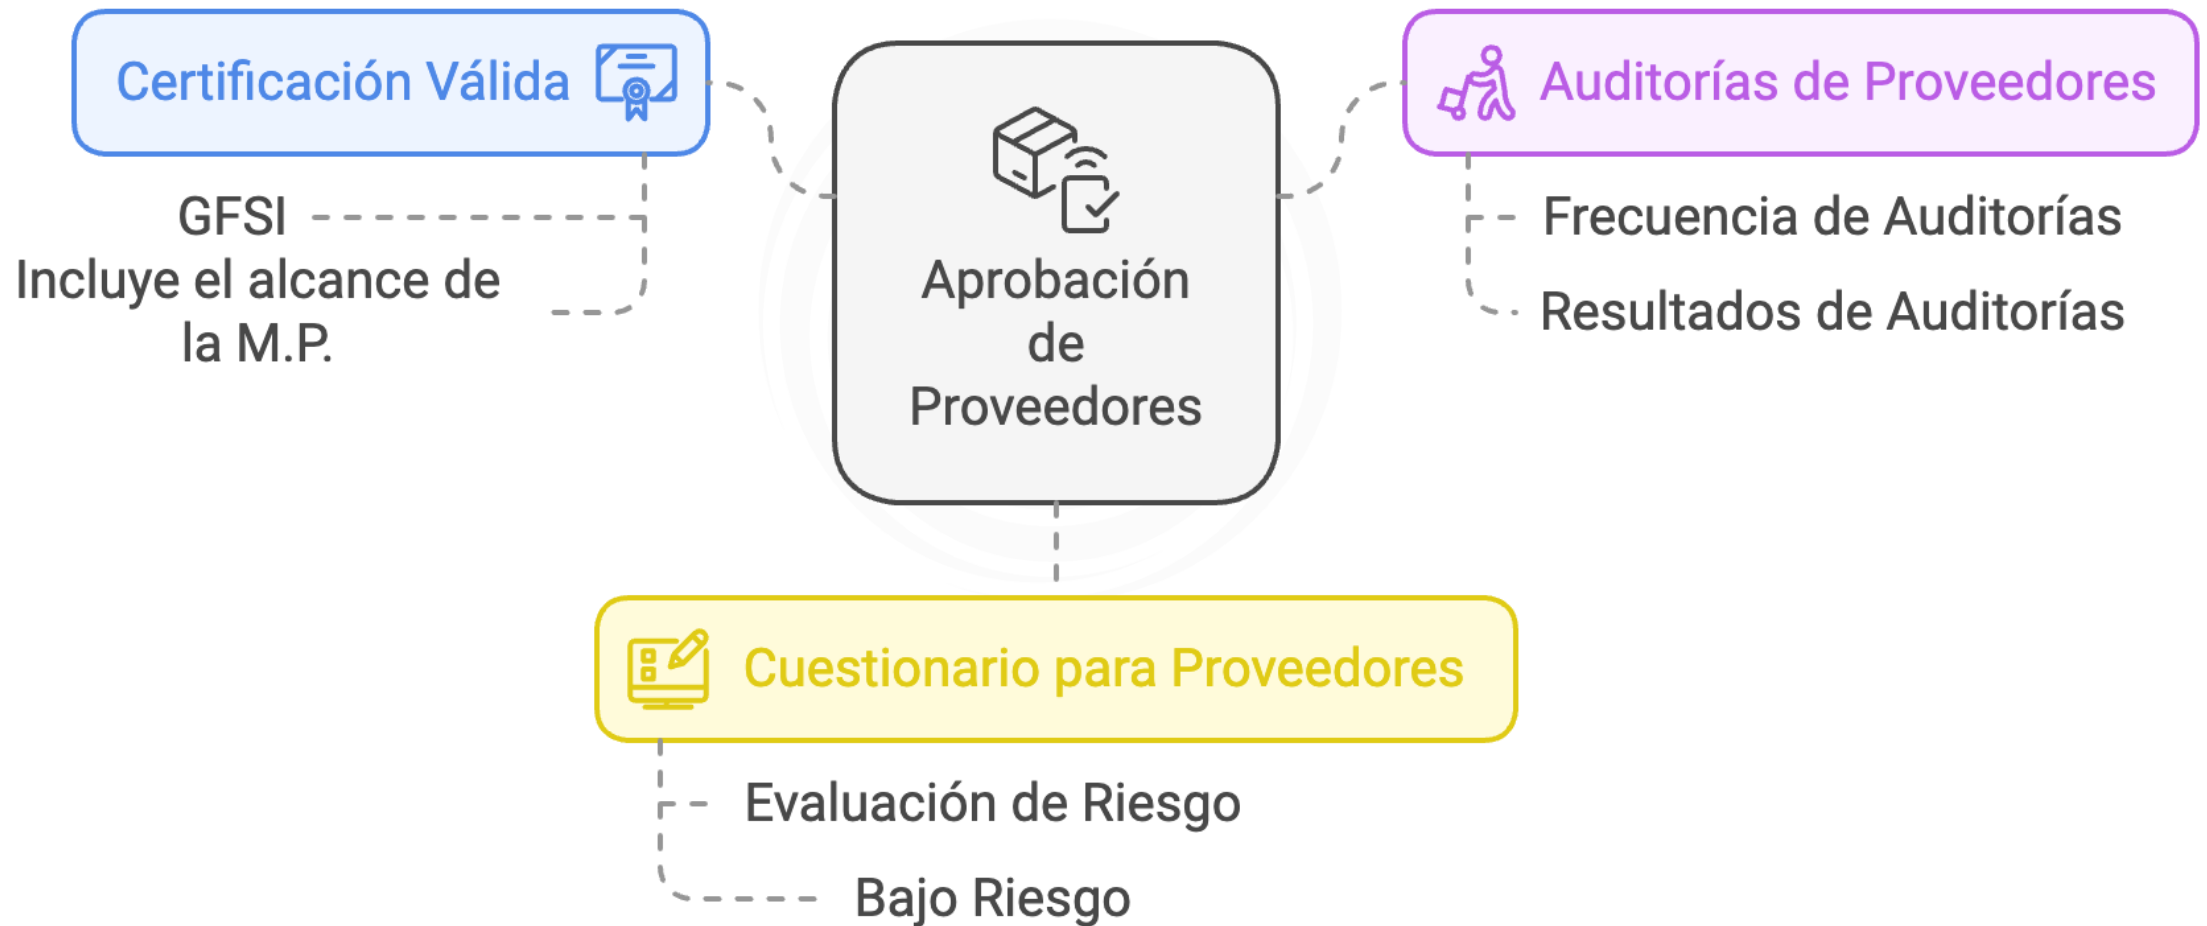 Certificación Válida
GFSI
Incluye el alcance de
la M.P.
Aprobación
de
Proveedores
Auditorías de Proveedores
Frecuencia de Auditorías
Resultados de Auditorías
Cuestionario para Proveedores
Evaluación de Riesgo
Bajo Riesgo